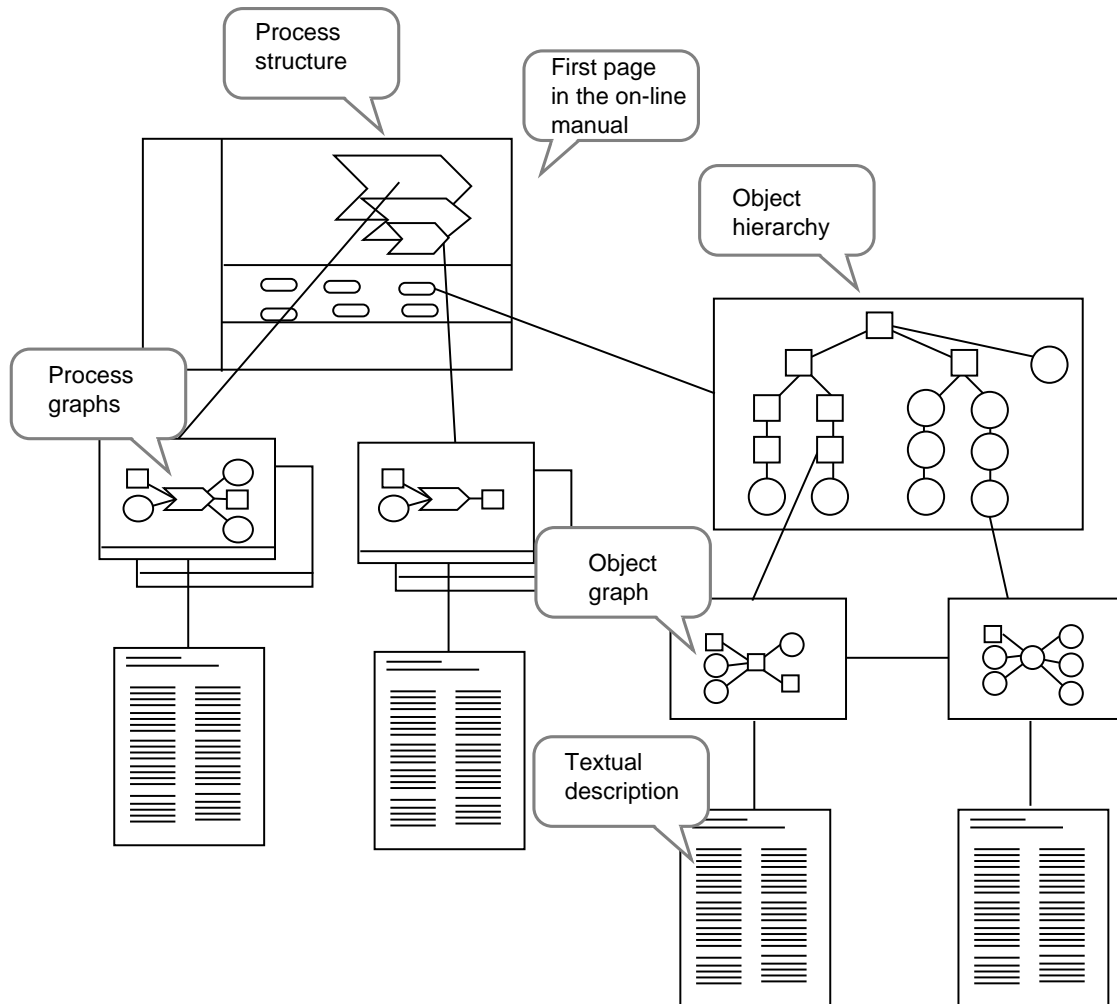 Process
structure
First page
in the on-line
manual
Object
hierarchy
Process
graphs
Object
graph
Textual
description